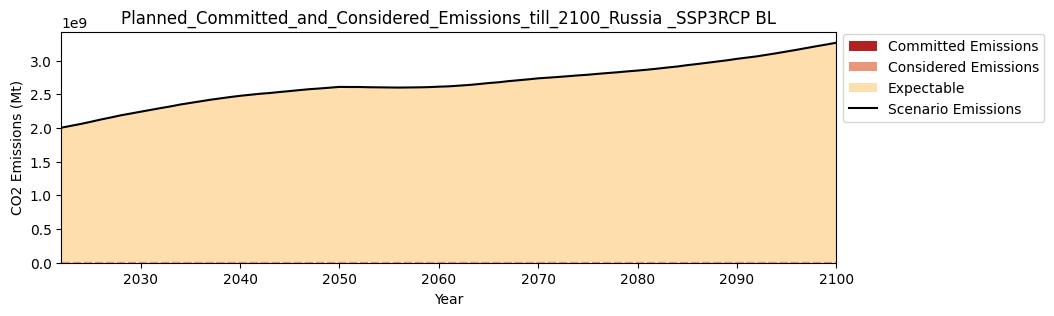 Planned_Committed_and_Considered_Emissions_till_2100_Russia _SSP3RCP BL
1e9
3.0
2.5
2.0
1.5
1.0
0.5
0.0
CO2 Emissions (Mt)
2030 2040 2050 2060 2070 2080 2090 2100
Year
Committed Emissions
Considered Emissions
Expectable
Scenario Emissions